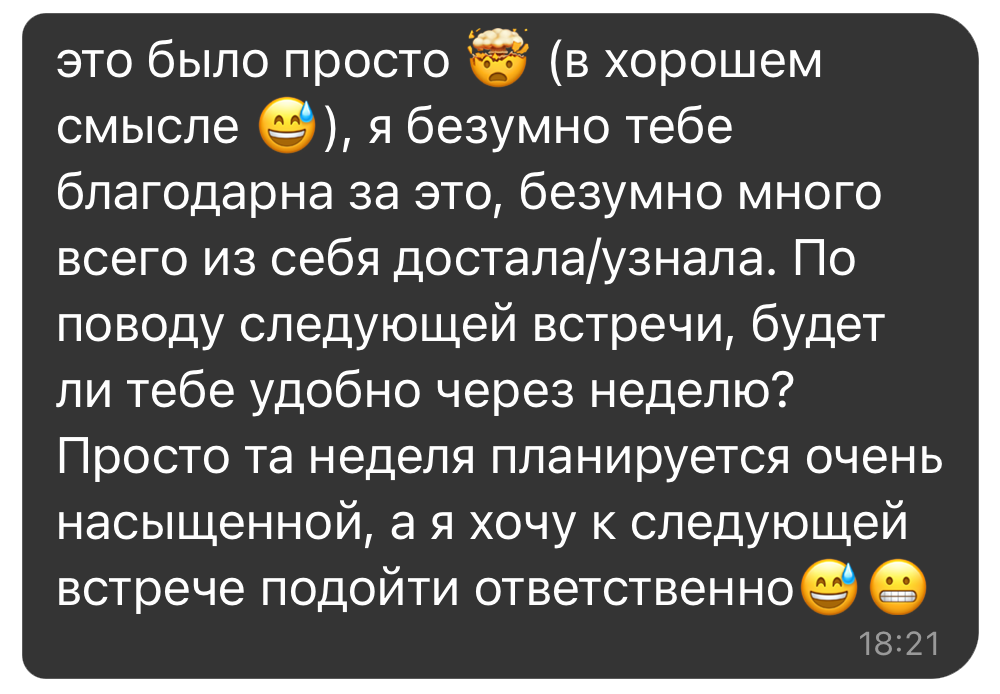 это было просто 🤯 (в хорошем
смысле 😅), я безумно тебе
благодарна за это, безумно много
всего из себя достала/узнала. По
поводу следующей встречи, будет
ли тебе удобно через неделю?
Просто та неделя планируется очень
насыщенной, а я хочу к следующей
встрече подойти ответственно😅😬
18:21